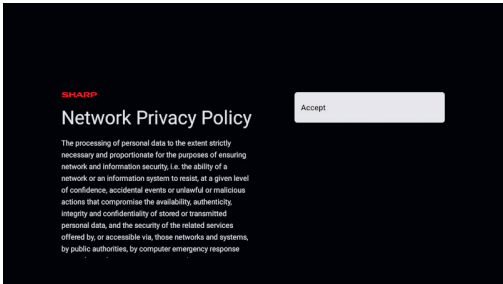 SHARP
Network Privacy Policy
The processing of personal data to the extent strictly
necessary and proportionate for the purposes of ensuring
network and information security, i.e. the ability of a
network or an information system to resist, at a given level
of confidence, accidental events or unlawful or malicious
actions that compromise the availability, authenticity,
integrity and confidentiality of stored or transmitted
personal data, and the security of the related services
offered by, or accessible via, those networks and systems,
by public authorities, by computer emergency response
Accept